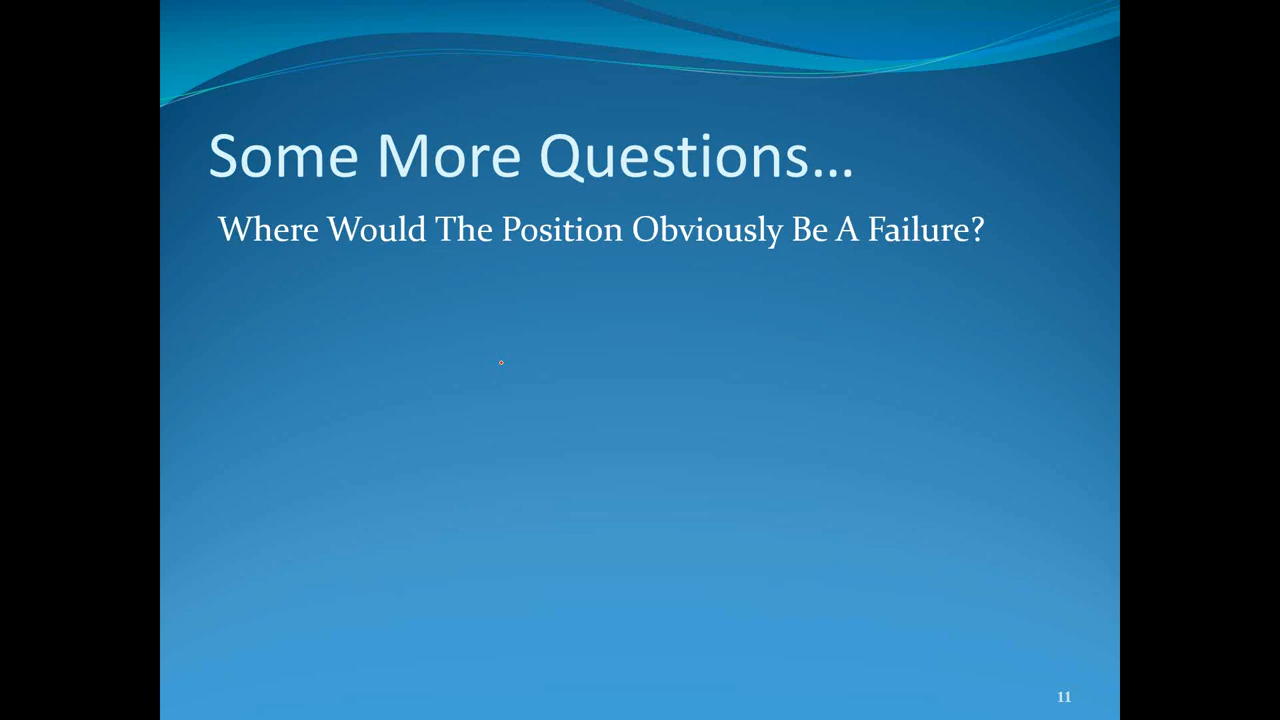 Some More Questions…
Where Would The Position Obviously Be A Failure?
11